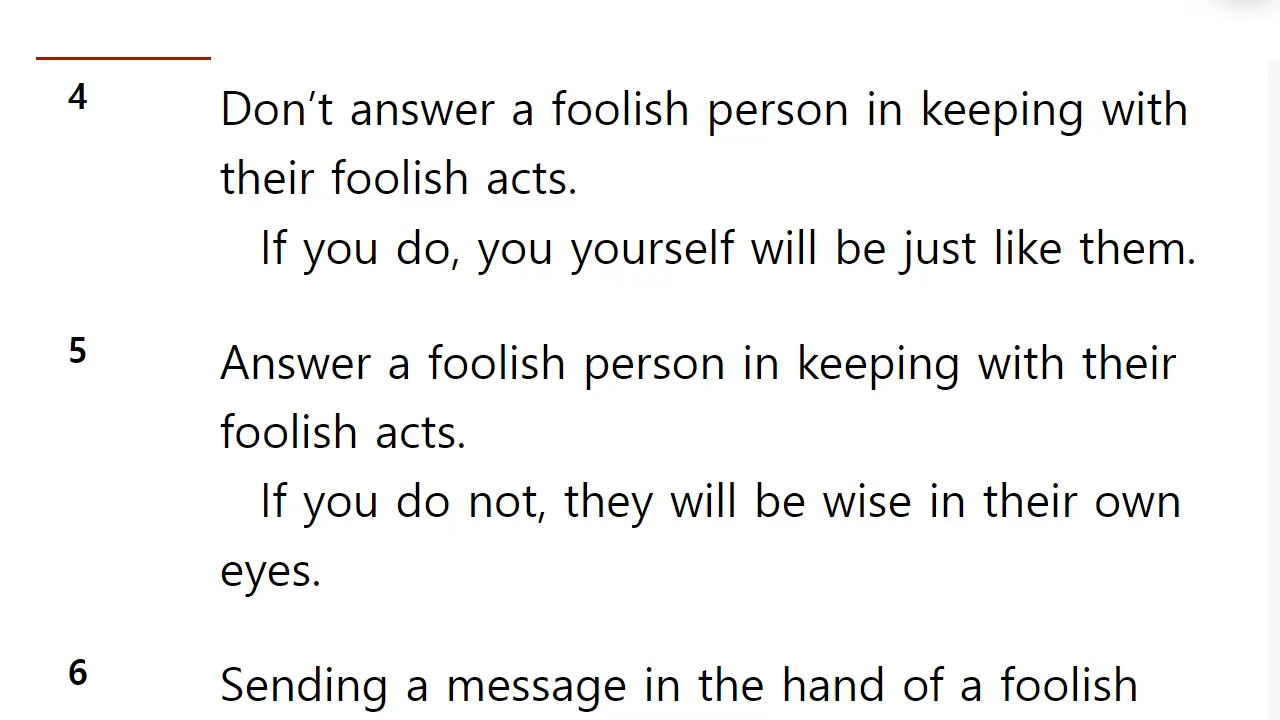 4 Don’t answer a foolish person in keeping with
their foolish acts.
If you do, you yourself will be just like them.
5 Answer a foolish person in keeping with their
foolish acts.
If you do not, they will be wise in their own
eyes.
6 Sending a message in the hand of a foolish